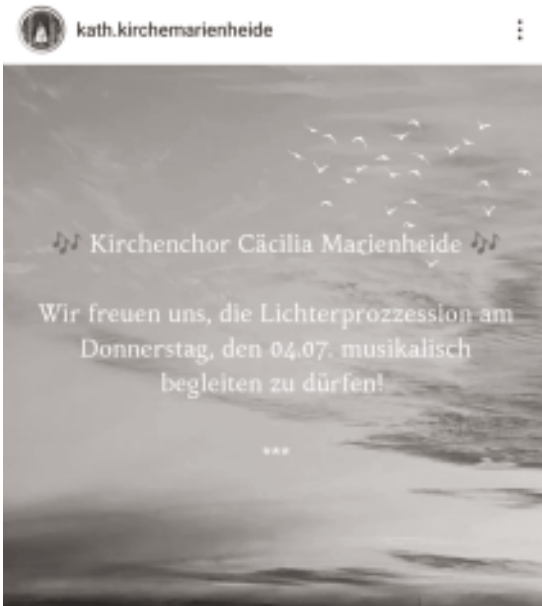 kath.kirchemarienheide
🎶 Kirchenchor Cäcilia Marienheide 🎶
Wir freuen uns, die Lichterprozzession am
Donnerstag, den 04.07. musikalisch
begleiten zu dürfen!
***